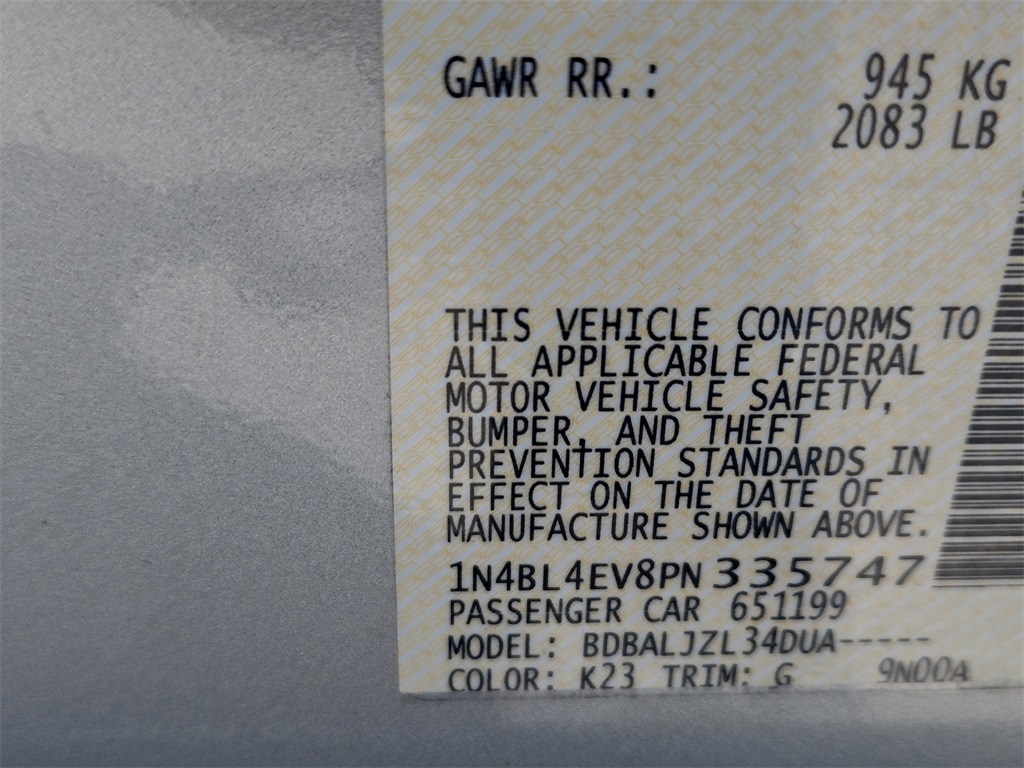 GAWR RR.: 945 KG
2083 LB
THIS VEHICLE CONFORMS TO
ALL APPLICABLE FEDERAL
MOTOR VEHICLE SAFETY,
BUMPER, AND THEFT
PREVENTION STANDARDS IN
EFFECT ON THE DATE OF
MANUFACTURE SHOWN ABOVE.
1N4BL4EV8PN335747
PASSENGER CAR 651199
MODEL: BDBALJZL34DUA-----
COLOR: K23 TRIM: G 9N00A